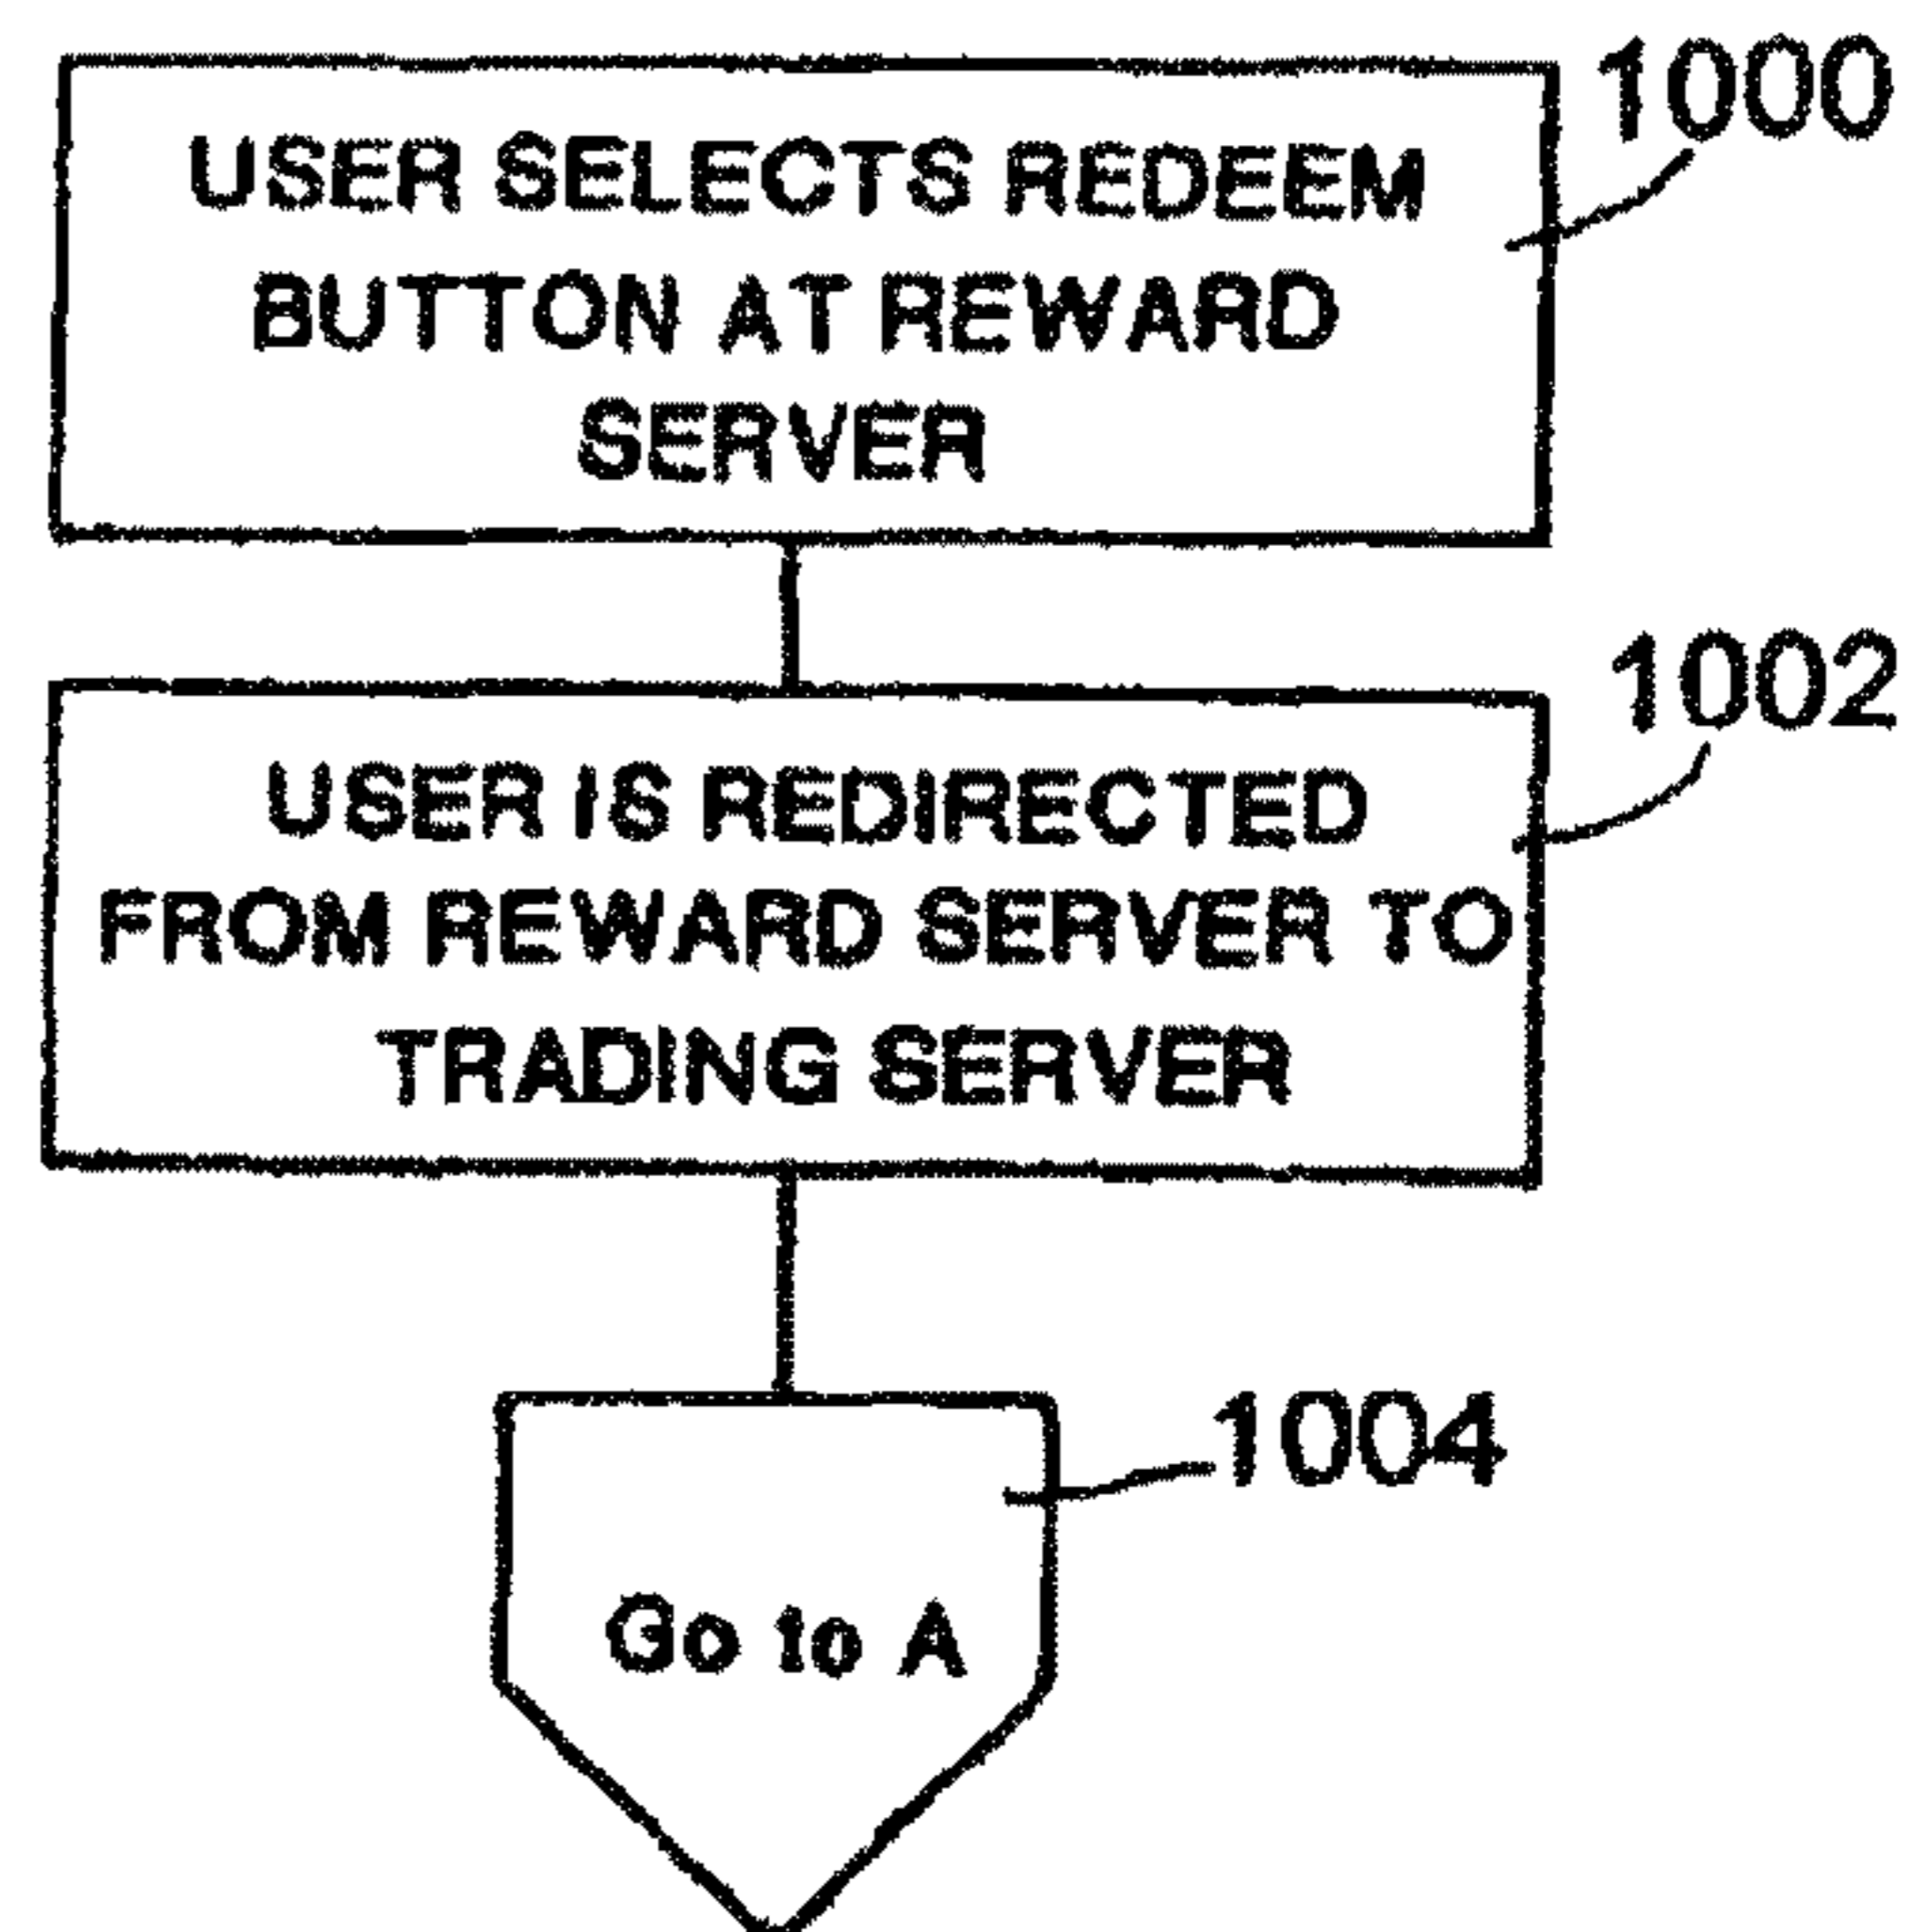 1000
USER SELECTS REDEEM
BUTTON AT REWARD
SERVER
1002
USER IS REDIRECTED
FROM REWARD SERVER TO
TRADING SERVER
1004
Go to A